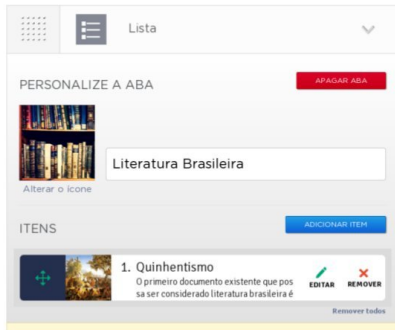 Lista
PERSONALIZE A ABA
APAGAR ABA
Literatura Brasileira
Alterar o ícone
ITENS
ADICIONAR ITEM
1. Quinhentismo
O primeiro documento existente que pos
sa ser considerado literatura brasileira é
EDITAR
REMOVER
Remover todos